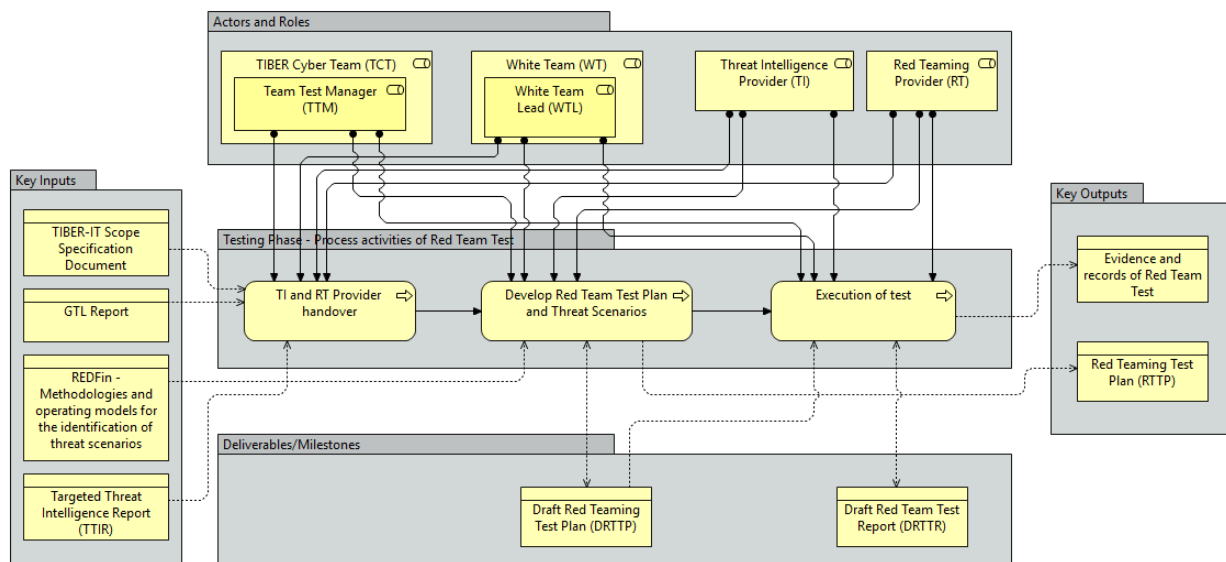 Actors and Roles
TIBER Cyber Team (TCT)
Team Test Manager
(TTM)
White Team (WT)
White Team
Lead (WTL)
Threat Intelligence
Provider (TI)
Red Teaming
Provider (RT)
Key Inputs
TIBER-IT Scope
Specification
Document
GTL Report
REDFin -
Methodologies and
operating models for
the identification of
threat scenarios
Targeted Threat
Intelligence Report
(TTIR)
Testing Phase - Process activities of Red Team Test
TI and RT Provider
handover
Develop Red Team Test Plan
and Threat Scenarios
Execution of test
Key Outputs
Evidence and
records of Red Team
Test
Red Teaming Test
Plan (RTTP)
Deliverables/Milestones
Draft Red Teaming
Test Plan (DRTTP)
Draft Red Team Test
Report (DRTTR)